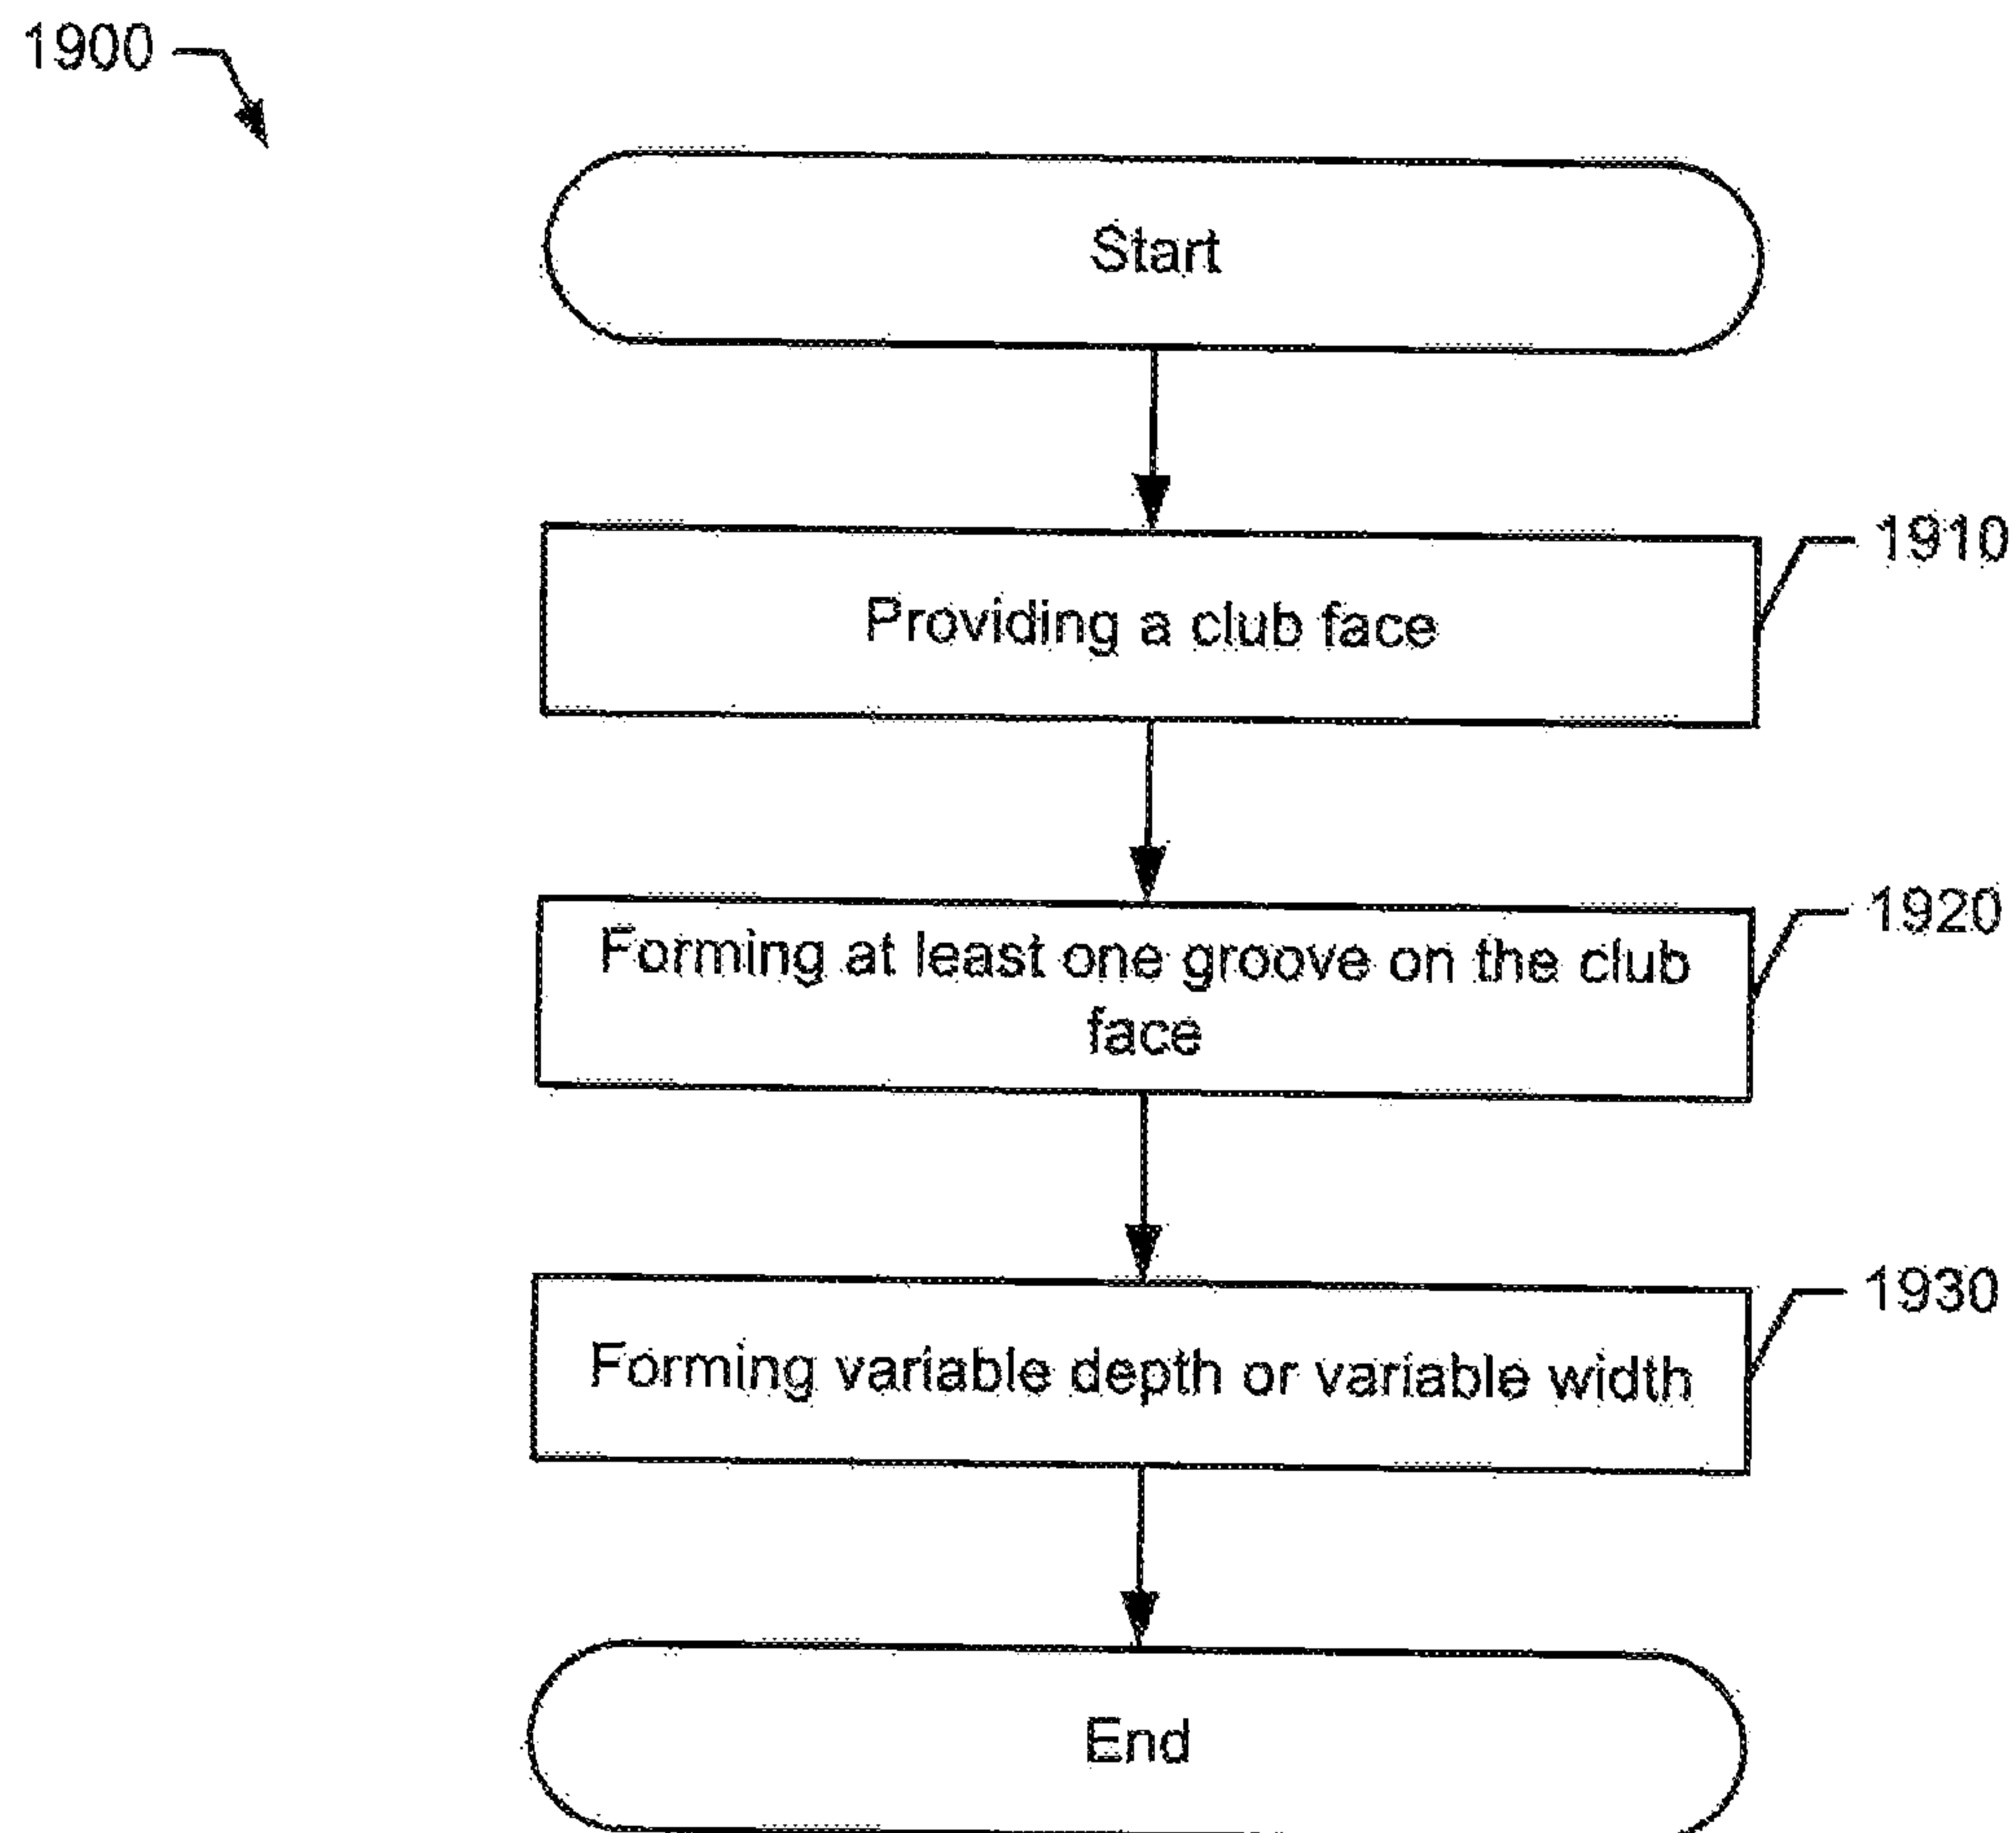 1900
Start
Providing a club face
1910
Forming at least one groove on the club
face
1920
Forming variable depth or variable width
1930
End